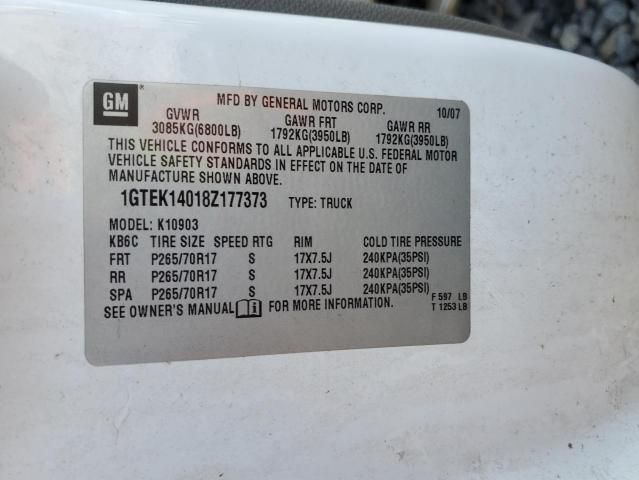 GM ®
MFD BY GENERAL MOTORS CORP. 10/07
GVWR GAWR FRT GAWR RR
3085KG(6800LB) 1792KG(3950LB) 1792KG(3950LB)
THIS VEHICLE CONFORMS TO ALL APPLICABLE U.S. FEDERAL MOTOR
VEHICLE SAFETY STANDARDS IN EFFECT ON THE DATE OF
MANUFACTURE SHOWN ABOVE.
1GTEK14018Z177373 TYPE: TRUCK
MODEL: K10903
KB6C TIRE SIZE SPEED RTG RIM COLD TIRE PRESSURE
FRT P265/70R17 S 17X7.5J 240KPA(35PSI)
RR P265/70R17 S 17X7.5J 240KPA(35PSI)
SPA P265/70R17 S 17X7.5J 240KPA(35PSI)
SEE OWNER'S MANUAL FOR MORE INFORMATION.
F 597 LB
T 1253 LB